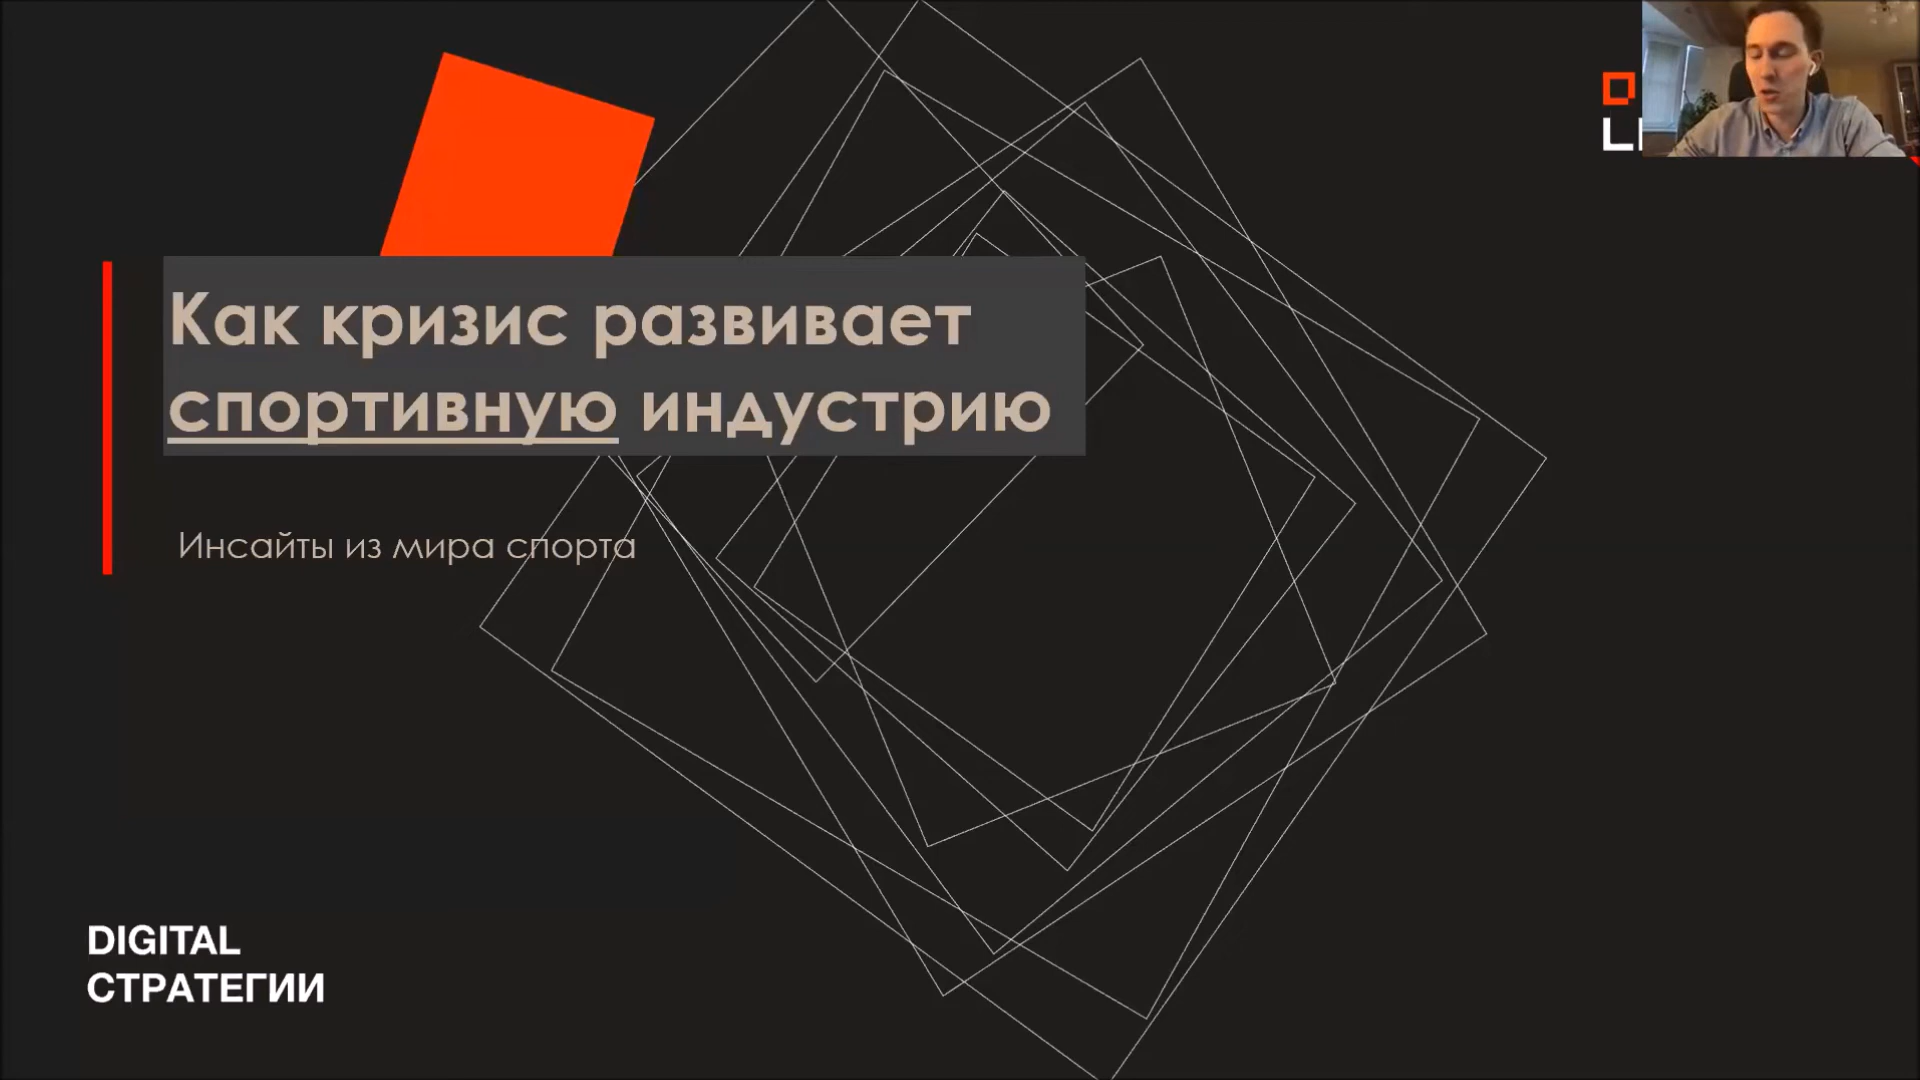 Как кризис развивает
спортивную индустрию
Инсайты из мира спорта
DIGITAL
СТРАТЕГИИ